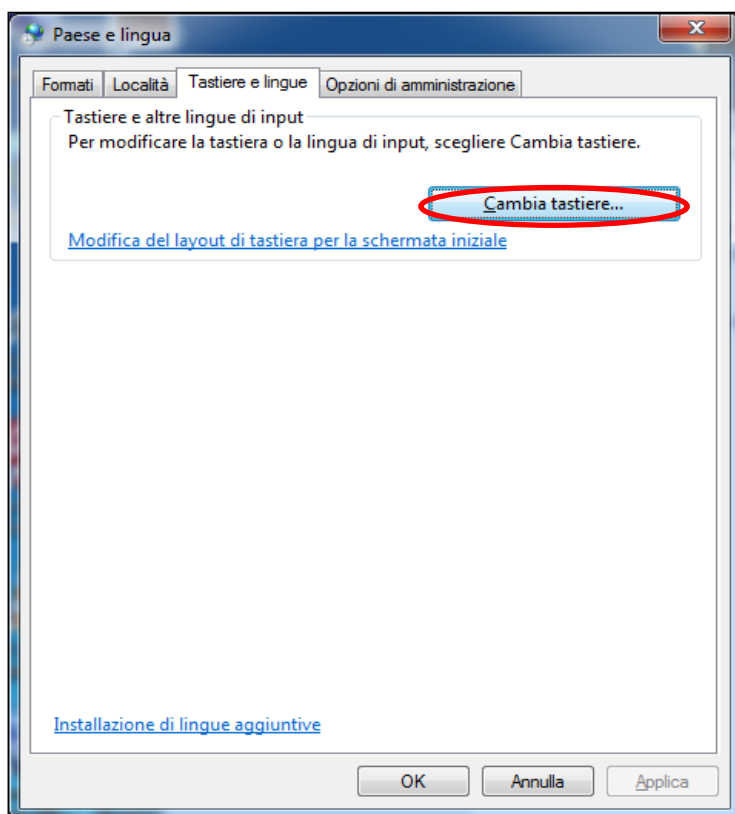 Paese e lingua
Formati Località Tastiere e lingue Opzioni di amministrazione
Tastiere e altre lingue di input
Per modificare la tastiera o la lingua di input, scegliere Cambia tastiere.
Cambia tastiere...
Modifica del layout di tastiera per la schermata iniziale
Installazione di lingue aggiuntive
OK Annulla Applica